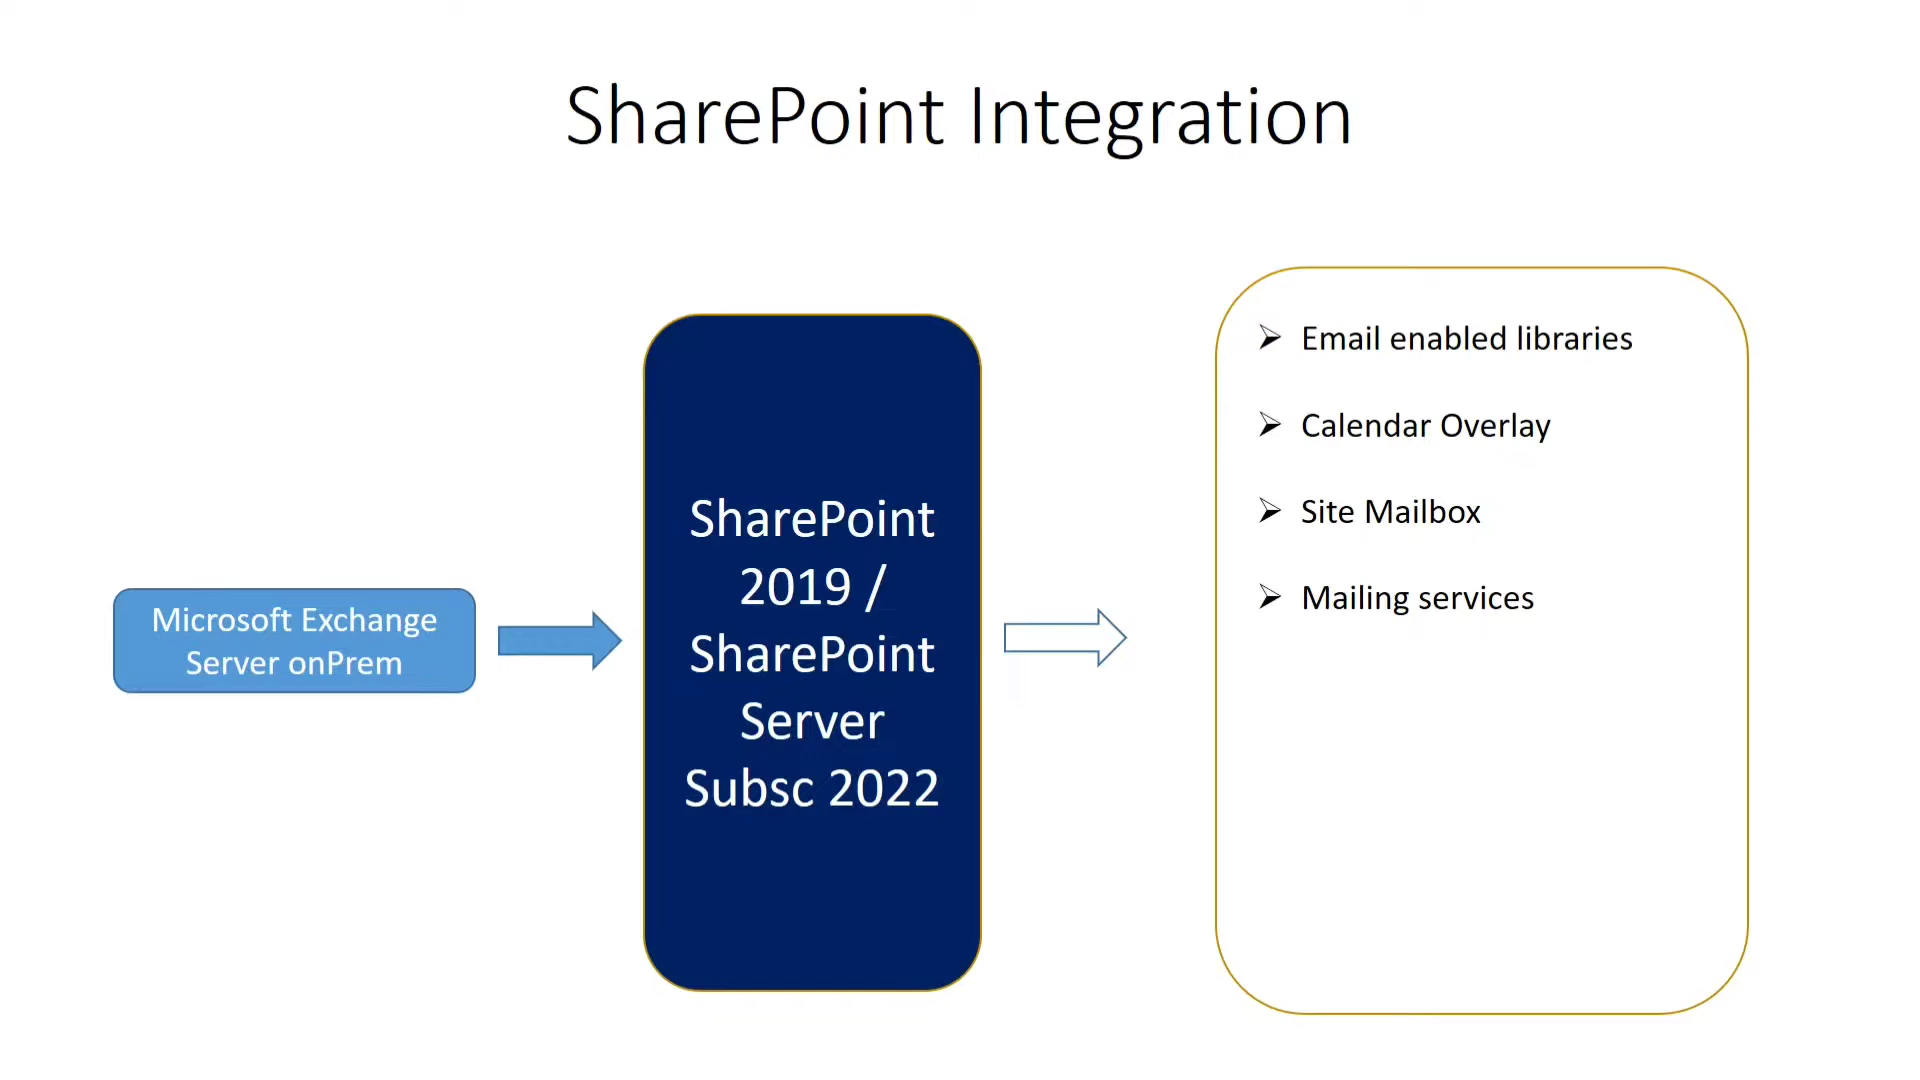 SharePoint Integration
Microsoft Exchange
Server onPrem
SharePoint
2019 /
SharePoint
Server
Subsc 2022
Email enabled libraries
Calendar Overlay
Site Mailbox
Mailing services